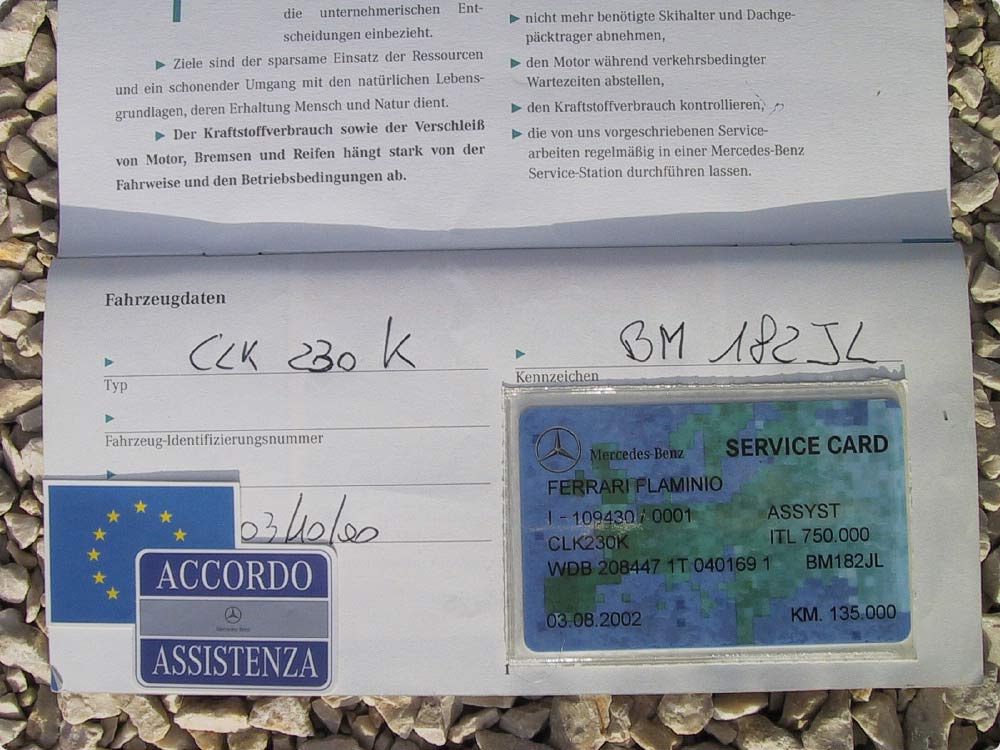 die unternehmerischen Ent-
scheidungen einbezieht.
▶ Ziele sind der sparsame Einsatz der Ressourcen
und ein schonender Umgang mit den natürlichen Lebens-
grundlagen, deren Erhaltung Mensch und Natur dient.
▶ Der Kraftstoffverbrauch sowie der Verschleiß
von Motor, Bremsen und Reifen hängt stark von der
Fahrweise und den Betriebsbedingungen ab.
▶ nicht mehr benötigte Skihalter und Dachge-
päckträger abnehmen,
▶ den Motor während verkehrsbedingter
Wartezeiten abstellen,
▶ den Kraftstoffverbrauch kontrollieren,
▶ die von uns vorgeschriebenen Service-
arbeiten regelmäßig in einer Mercedes-Benz
Service-Station durchführen lassen.
Fahrzeugdaten
▶ CLK 230 K
Typ
▶
Fahrzeug-Identifizierungsnummer
▶
03/10/00
ACCORDO
Mercedes-Benz
ASSISTENZA
▶ BM 182 JL
Kennzeichen
Mercedes-Benz SERVICE CARD
FERRARI FLAMINIO
I - 109430 / 0001 ASSYST
CLK230K ITL 750.000
WDB 208447 1T 040169 1 BM182JL
03.08.2002 KM. 135.000
1